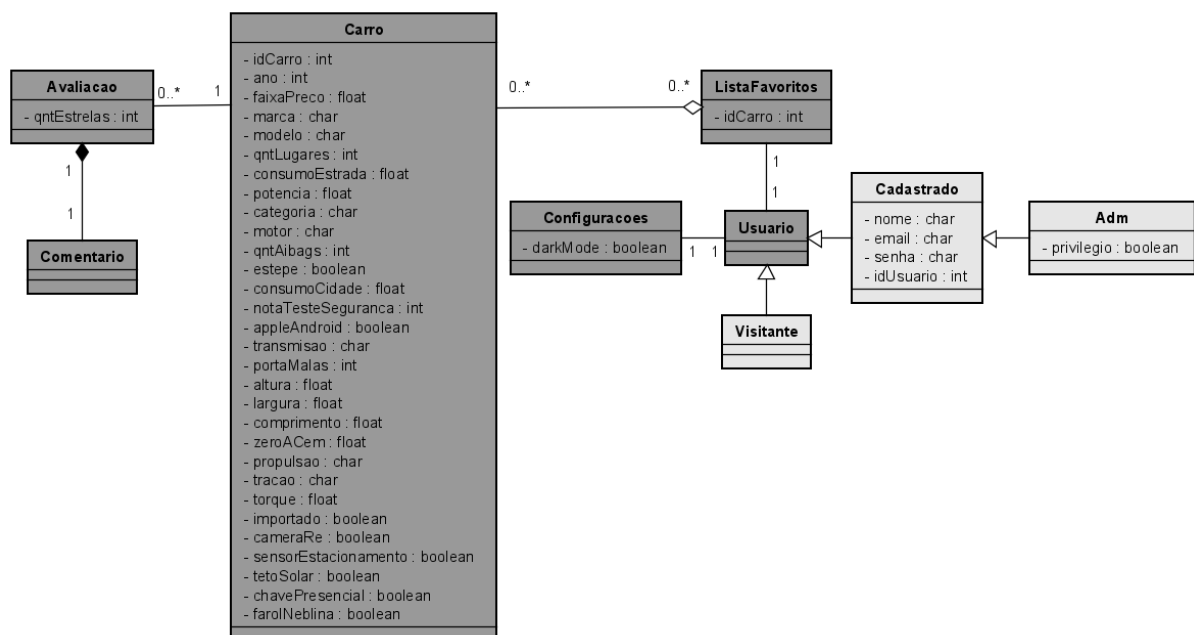 Carro
- idCarro : int
- ano : int
- faixaPreco : float
- marca : char
- modelo : char
- qntLugares : int
- consumoEstrada : float
- potencia : float
- categoria : char
- motor : char
- qntAibags : int
- estepe : boolean
- consumoCidade : float
- notaTesteSeguranca : int
- appleAndroid : boolean
- transmisao : char
- portaMalas : int
- altura : float
- largura : float
- comprimento : float
- zeroACem : float
- propulsao : char
- tracao : char
- torque : float
- importado : boolean
- cameraRe : boolean
- sensorEstacionamento : boolean
- tetoSolar : boolean
- chavePresencial : boolean
- farolNeblina : boolean
Avaliacao
- qntEstrelas : int
0..* 1
1
1
Comentario
0..* 0..*
ListaFavoritos
- idCarro : int
1
1
Configuracoes
- darkMode : boolean
1 1
Usuario
Cadastrado
- nome : char
- email : char
- senha : char
- idUsuario : int
Adm
- privilegio : boolean
Visitante